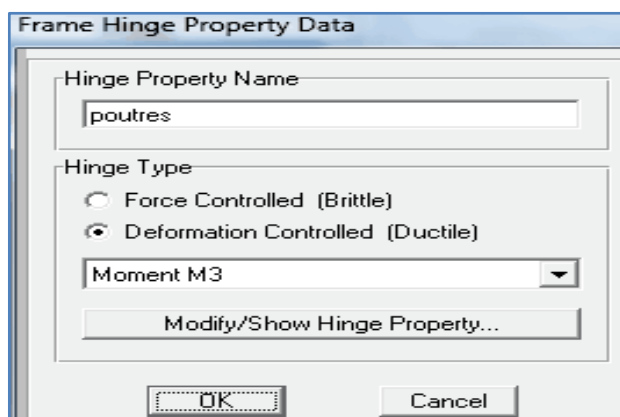 Frame Hinge Property Data
Hinge Property Name
poutres
Hinge Type
Force Controlled (Brittle)
Deformation Controlled (Ductile)
Moment M3
Modify/Show Hinge Property...
OK
Cancel